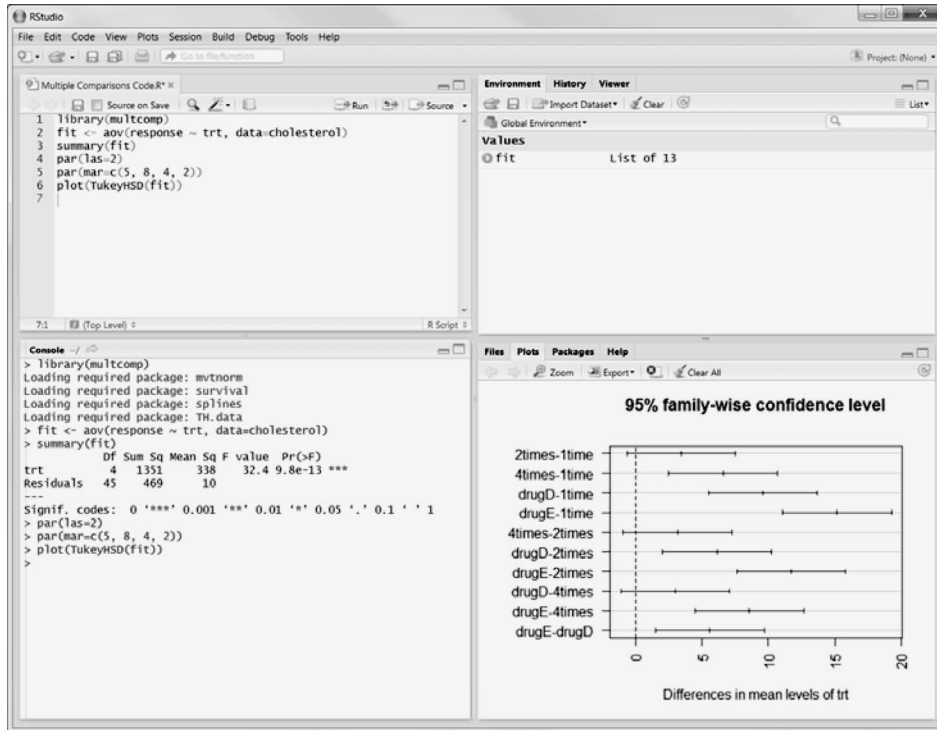 RStudio
File Edit Code View Plots Session Build Debug Tools Help
Go to file/function
Project: (None)
Multiple Comparisons Code.R*
Source on Save
Run
Source
1 library(multcomp)
2 fit <- aov(response ~ trt, data=cholesterol)
3 summary(fit)
4 par(las=2)
5 par(mar=c(5, 8, 4, 2))
6 plot(TukeyHSD(fit))
7
7:1 (Top Level) R Script
Environment History Viewer
Import Dataset Clear List
Global Environment
Values
fit List of 13
Console ~/
> library(multcomp)
Loading required package: mvtnorm
Loading required package: survival
Loading required package: splines
Loading required package: TH.data
> fit <- aov(response ~ trt, data=cholesterol)
> summary(fit)
Df Sum Sq Mean Sq F value Pr(>F)
trt 4 1351 338 32.4 9.8e-13 ***
Residuals 45 469 10
---
Signif. codes: 0 '***' 0.001 '**' 0.01 '*' 0.05 '.' 0.1 ' ' 1
> par(las=2)
> par(mar=c(5, 8, 4, 2))
> plot(TukeyHSD(fit))
>
Files Plots Packages Help
Zoom Export Clear All
95% family-wise confidence level
2times-1time
4times-1time
drugD-1time
drugE-1time
4times-2times
drugD-2times
drugE-2times
drugD-4times
drugE-4times
drugE-drugD
0 5 10 15 20
Differences in mean levels of trt